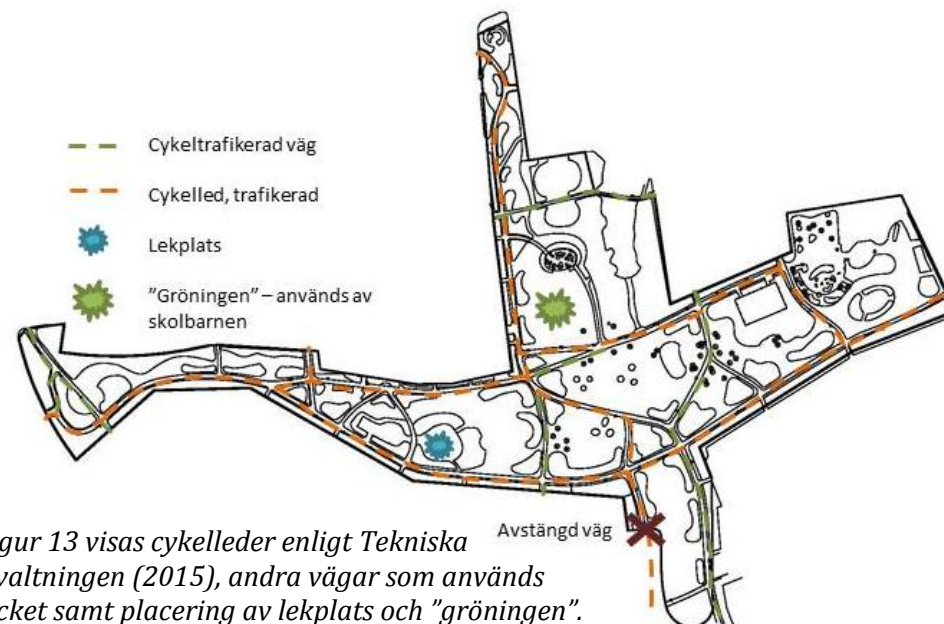 Cykeltrafikerad väg
Cykelled, trafikerad
Lekplats
"Gröningen" – används av
skolbarnen
Avstängd väg
gur 13 visas cykelleder enligt Tekniska
valtningen (2015), andra vägar som används
cket samt placering av lekplats och "gröningen".